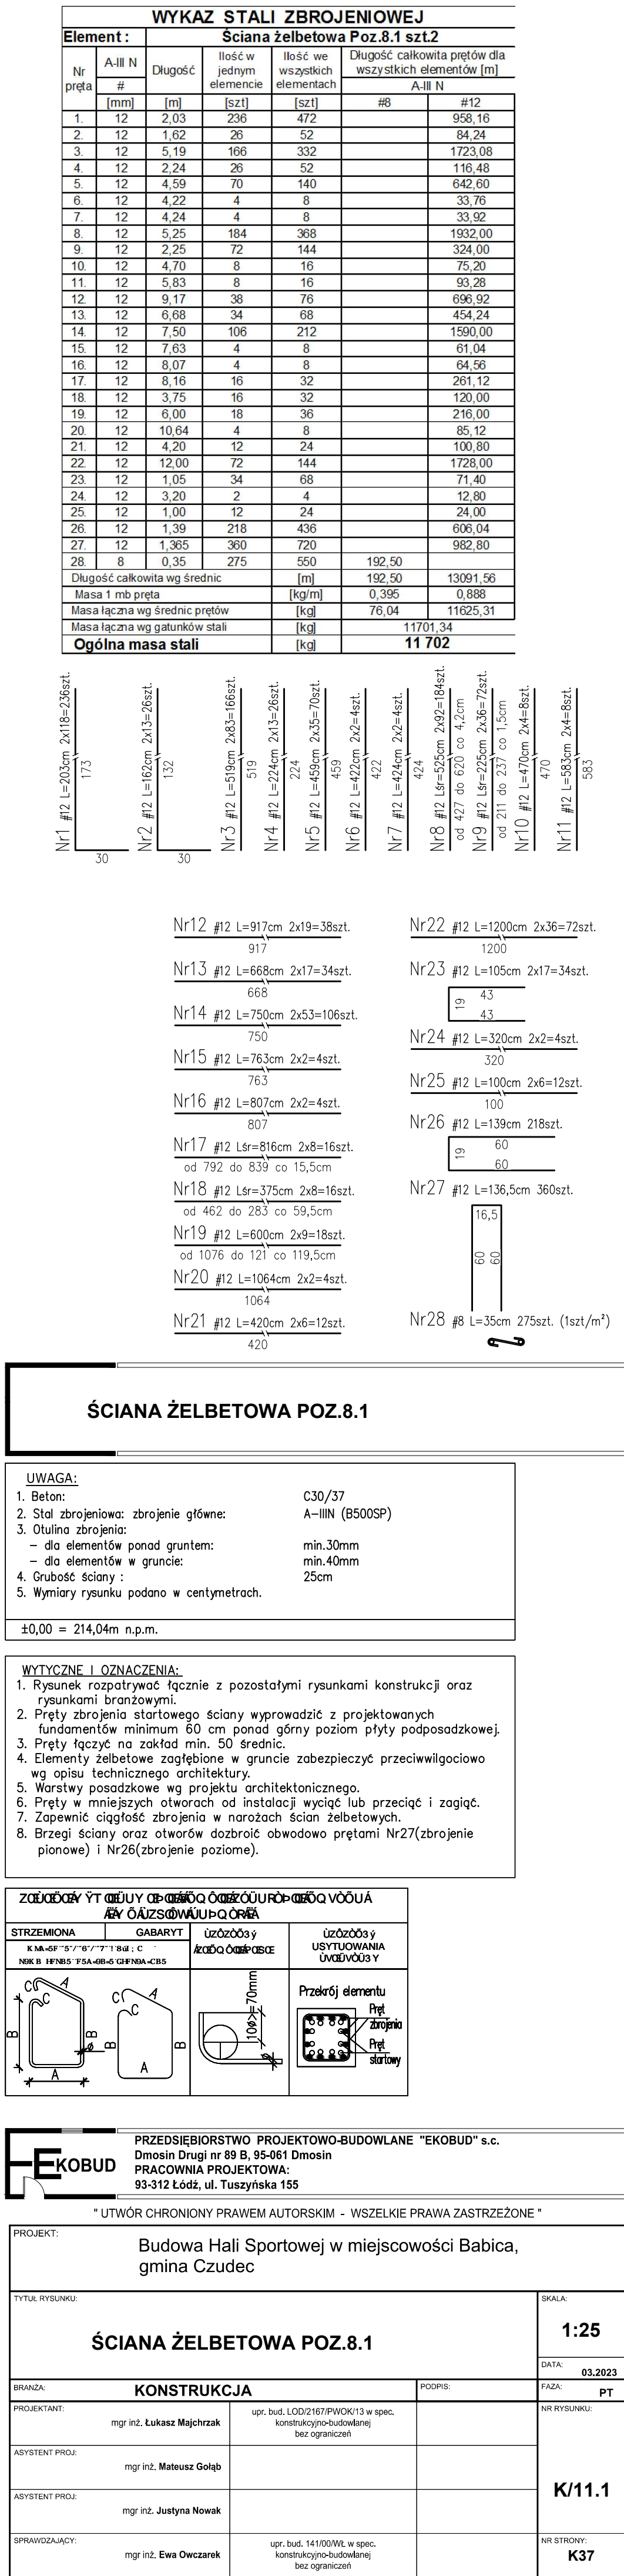 WYKAZ STALI ZBROJENIOWEJ
Element : Ściana żelbetowa Poz.8.1 szt.2
Nr pręta A-III N # Długość Ilość w jednym elemencie Ilość we wszystkich elementach Długość całkowita prętów dla wszystkich elementów [m] A-III N
[mm] [m] [szt] [szt] #8 #12
1. 12 2,03 236 472 958,16
2. 12 1,62 26 52 84,24
3. 12 5,19 166 332 1723,08
4. 12 2,24 26 52 116,48
5. 12 4,59 70 140 642,60
6. 12 4,22 4 8 33,76
7. 12 4,24 4 8 33,92
8. 12 5,25 184 368 1932,00
9. 12 2,25 72 144 324,00
10. 12 4,70 8 16 75,20
11. 12 5,83 8 16 93,28
12. 12 9,17 38 76 696,92
13. 12 6,68 34 68 454,24
14. 12 7,50 106 212 1590,00
15. 12 7,63 4 8 61,04
16. 12 8,07 4 8 64,56
17. 12 8,16 16 32 261,12
18. 12 3,75 16 32 120,00
19. 12 6,00 18 36 216,00
20. 12 10,64 4 8 85,12
21. 12 4,20 12 24 100,80
22. 12 12,00 72 144 1728,00
23. 12 1,05 34 68 71,40
24. 12 3,20 2 4 12,80
25. 12 1,00 12 24 24,00
26. 12 1,39 218 436 606,04
27. 12 1,365 360 720 982,80
28. 8 0,35 275 550 192,50
Długość całkowita wg średnic [m] 192,50 13091,56
Masa 1 mb pręta [kg/m] 0,395 0,888
Masa łączna wg średnic prętów [kg] 76,04 11625,31
Masa łączna wg gatunków stali [kg] 11701,34
Ogólna masa stali [kg] 11 702
Nr1 #12 L=203cm 2x118=236szt.
173
30
Nr2 #12 L=162cm 2x13=26szt.
132
30
Nr3 #12 L=519cm 2x83=166szt.
519
Nr4 #12 L=224cm 2x13=26szt.
224
Nr5 #12 L=459cm 2x35=70szt.
459
Nr6 #12 L=422cm 2x2=4szt.
422
Nr7 #12 L=424cm 2x2=4szt.
424
Nr8 #12 Lśr=525cm 2x92=184szt.
od 427 do 620 co 4,2cm
Nr9 #12 Lśr=225cm 2x36=72szt.
od 211 do 237 co 1,5cm
Nr10 #12 L=470cm 2x4=8szt.
470
Nr11 #12 L=583cm 2x4=8szt.
583
Nr12 #12 L=917cm 2x19=38szt.
917
Nr13 #12 L=668cm 2x17=34szt.
668
Nr14 #12 L=750cm 2x53=106szt.
750
Nr15 #12 L=763cm 2x2=4szt.
763
Nr16 #12 L=807cm 2x2=4szt.
807
Nr17 #12 Lśr=816cm 2x8=16szt.
od 792 do 839 co 15,5cm
Nr18 #12 Lśr=375cm 2x8=16szt.
od 462 do 283 co 59,5cm
Nr19 #12 L=600cm 2x9=18szt.
od 1076 do 121 co 119,5cm
Nr20 #12 L=1064cm 2x2=4szt.
1064
Nr21 #12 L=420cm 2x6=12szt.
420
Nr22 #12 L=1200cm 2x36=72szt.
1200
Nr23 #12 L=105cm 2x17=34szt.
19 43
43
Nr24 #12 L=320cm 2x2=4szt.
320
Nr25 #12 L=100cm 2x6=12szt.
100
Nr26 #12 L=139cm 218szt.
19 60
60
Nr27 #12 L=136,5cm 360szt.
16,5
60 60
Nr28 #8 L=35cm 275szt. (1szt/m²)
ŚCIANA ŻELBETOWA POZ.8.1
UWAGA:
1. Beton: C30/37
2. Stal zbrojeniowa: zbrojenie główne: A-IIIN (B500SP)
3. Otulina zbrojenia:
- dla elementów ponad gruntem: min.30mm
- dla elementów w gruncie: min.40mm
4. Grubość ściany : 25cm
5. Wymiary rysunku podano w centymetrach.
±0,00 = 214,04m n.p.m.
WYTYCZNE I OZNACZENIA:
1. Rysunek rozpatrywać łącznie z pozostałymi rysunkami konstrukcji oraz
rysunkami branżowymi.
2. Pręty zbrojenia startowego ściany wyprowadzić z projektowanych
fundamentów minimum 60 cm ponad górny poziom płyty podposadzkowej.
3. Pręty łączyć na zakład min. 50 średnic.
4. Elementy żelbetowe zagłębione w gruncie zabezpieczyć przeciwwilgociowo
wg opisu technicznego architektury.
5. Warstwy posadzkowe wg projektu architektonicznego.
6. Pręty w mniejszych otworach od instalacji wyciąć lub przeciąć i zagiąć.
7. Zapewnić ciągłość zbrojenia w narożach ścian żelbetowych.
8. Brzegi ściany oraz otworów dozbroić obwodowo prętami Nr27(zbrojenie
pionowe) i Nr26(zbrojenie poziome).
STRZEMIONA GABARYT
USYTUOWANIA
C A C B B A
C A C B B A
10ø>=70mm
Przekrój elementu
Pręt
zbrojenia
Pręt
startowy
EKOBUD
PRZEDSIĘBIORSTWO PROJEKTOWO-BUDOWLANE "EKOBUD" s.c.
Dmosin Drugi nr 89 B, 95-061 Dmosin
PRACOWNIA PROJEKTOWA:
93-312 Łódź, ul. Tuszyńska 155
" UTWÓR CHRONIONY PRAWEM AUTORSKIM - WSZELKIE PRAWA ZASTRZEŻONE "
PROJEKT:
Budowa Hali Sportowej w miejscowości Babica,
gmina Czudec
TYTUŁ RYSUNKU:
ŚCIANA ŻELBETOWA POZ.8.1
SKALA:
1:25
DATA:
03.2023
BRANŻA: KONSTRUKCJA PODPIS: FAZA: PT
PROJEKTANT:
mgr inż. Łukasz Majchrzak
upr. bud. LOD/2167/PWOK/13 w spec.
konstrukcyjno-budowlanej
bez ograniczeń
NR RYSUNKU:
K/11.1
ASYSTENT PROJ:
mgr inż. Mateusz Gołąb
ASYSTENT PROJ:
mgr inż. Justyna Nowak
SPRAWDZAJĄCY:
mgr inż. Ewa Owczarek
upr. bud. 141/00/WŁ w spec.
konstrukcyjno-budowlanej
bez ograniczeń
NR STRONY:
K37